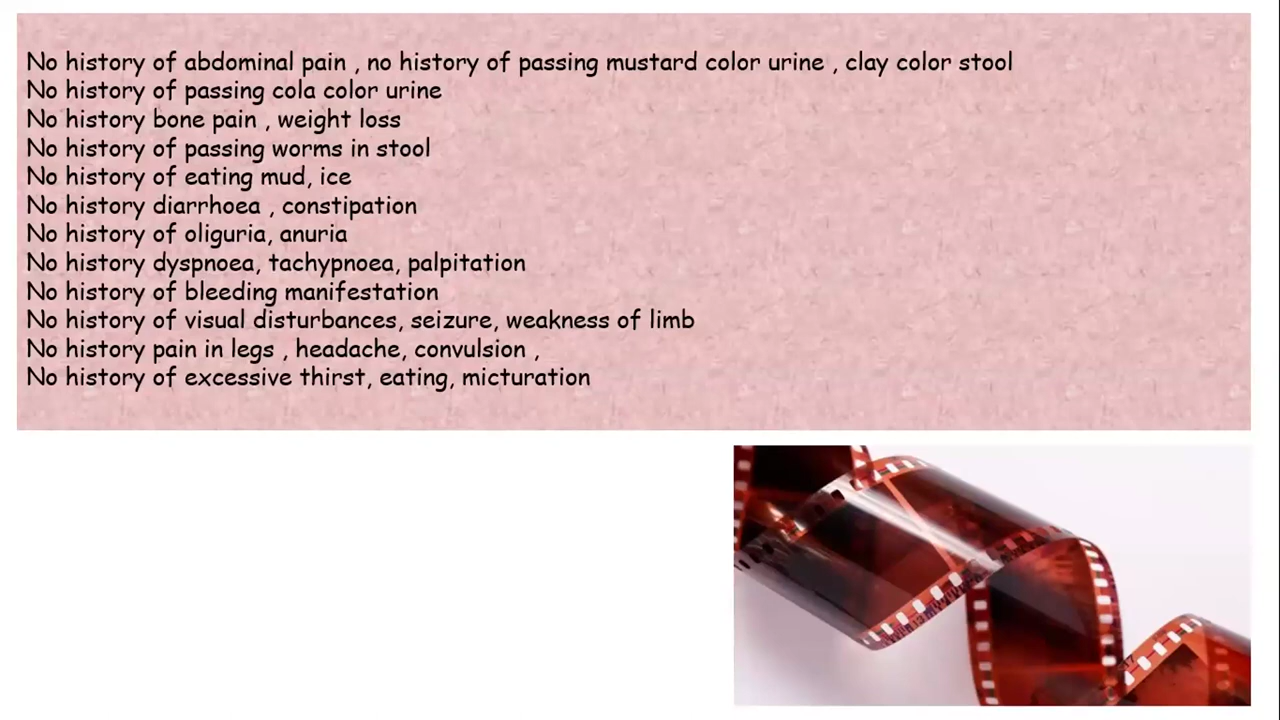 No history of abdominal pain , no history of passing mustard color urine , clay color stool
No history of passing cola color urine
No history bone pain , weight loss
No history of passing worms in stool
No history of eating mud, ice
No history diarrhoea , constipation
No history of oliguria, anuria
No history dyspnoea, tachypnoea, palpitation
No history of bleeding manifestation
No history of visual disturbances, seizure, weakness of limb
No history pain in legs , headache, convulsion ,
No history of excessive thirst, eating, micturation